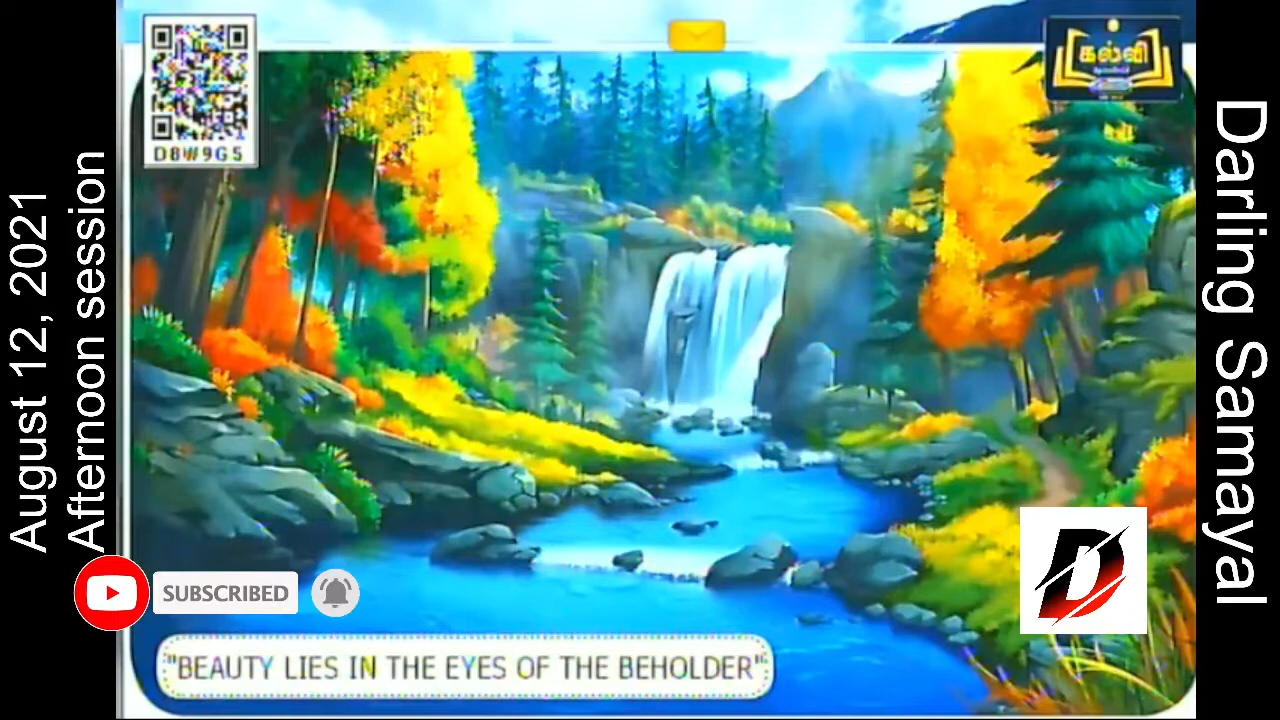 D8W9G5
கல்வி
August 12, 2021
Afternoon session
Darling Samayal
SUBSCRIBED
D
"BEAUTY LIES IN THE EYES OF THE BEHOLDER"